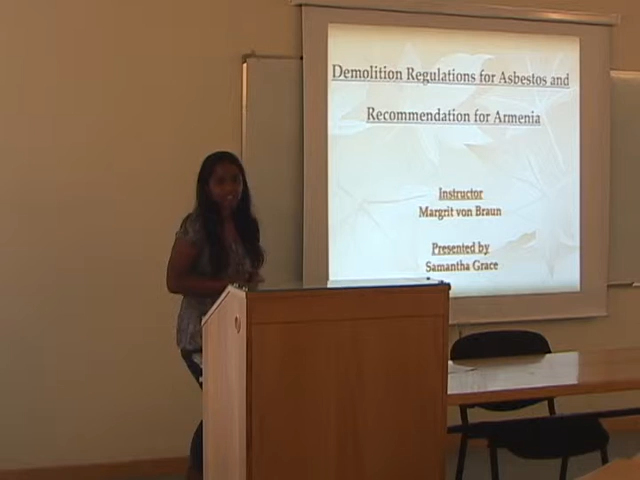 Demolition Regulations for Asbestos and
Recommendation for Armenia
Instructor
Margrit von Braun
Presented by
Samantha Grace